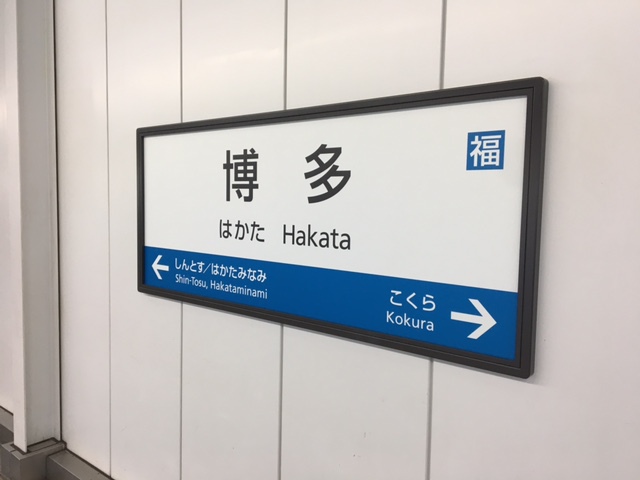 博多
福
はかた Hakata
しんとす/はかたみなみ
Shin-Tosu, Hakataminami
こくら
Kokura